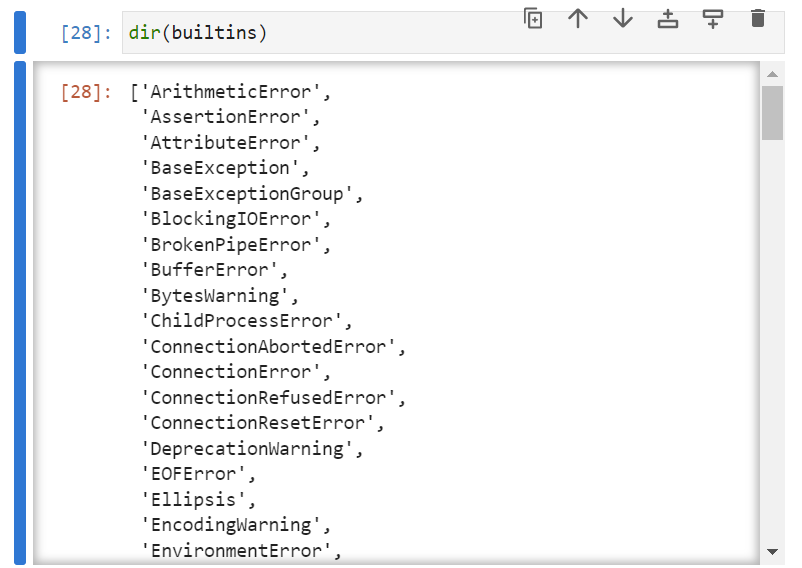 [28]: dir(builtins)
[28]: ['ArithmeticError',
'AssertionError',
'AttributeError',
'BaseException',
'BaseExceptionGroup',
'BlockingIOError',
'BrokenPipeError',
'BufferError',
'BytesWarning',
'ChildProcessError',
'ConnectionAbortedError',
'ConnectionError',
'ConnectionRefusedError',
'ConnectionResetError',
'DeprecationWarning',
'EOFError',
'Ellipsis',
'EncodingWarning',
'EnvironmentError',